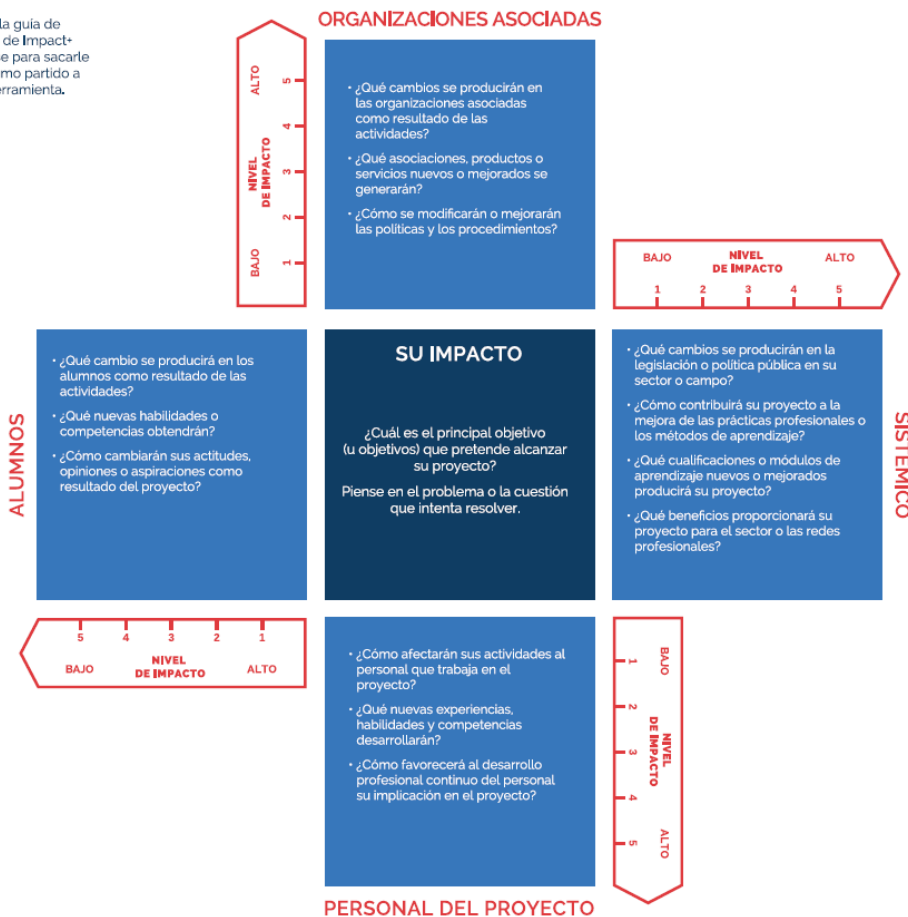 la guía de
de Impact+
se para sacarle
mo partido a
erramienta.
ORGANIZACIONES ASOCIADAS
BAJO
NIVEL
DE IMPACTO
ALTO
1
2
3
4
5
• ¿Qué cambios se producirán en
las organizaciones asociadas
como resultado de las
actividades?
• ¿Qué asociaciones, productos o
servicios nuevos o mejorados se
generarán?
• ¿Cómo se modificarán o mejorarán
las políticas y los procedimientos?
BAJO
NIVEL
DE IMPACTO
ALTO
1
2
3
4
5
ALUMNOS
• ¿Qué cambio se producirá en los
alumnos como resultado de las
actividades?
• ¿Qué nuevas habilidades o
competencias obtendrán?
• ¿Cómo cambiarán sus actitudes,
opiniones o aspiraciones como
resultado del proyecto?
SU IMPACTO
¿Cuál es el principal objetivo
(u objetivos) que pretende alcanzar
su proyecto?
Piense en el problema o la cuestión
que intenta resolver.
• ¿Qué cambios se producirán en la
legislación o política pública en su
sector o campo?
• ¿Cómo contribuirá su proyecto a la
mejora de las prácticas profesionales o
los métodos de aprendizaje?
• ¿Qué cualificaciones o módulos de
aprendizaje nuevos o mejorados
producirá su proyecto?
• ¿Qué beneficios proporcionará su
proyecto para el sector o las redes
profesionales?
SISTÉMICO
5
4
3
2
1
BAJO
NIVEL
DE IMPACTO
ALTO
• ¿Cómo afectarán sus actividades al
personal que trabaja en el
proyecto?
• ¿Qué nuevas experiencias,
habilidades y competencias
desarrollarán?
• ¿Cómo favorecerá al desarrollo
profesional continuo del personal
su implicación en el proyecto?
BAJO
NIVEL
DE IMPACTO
ALTO
1
2
3
4
5
PERSONAL DEL PROYECTO